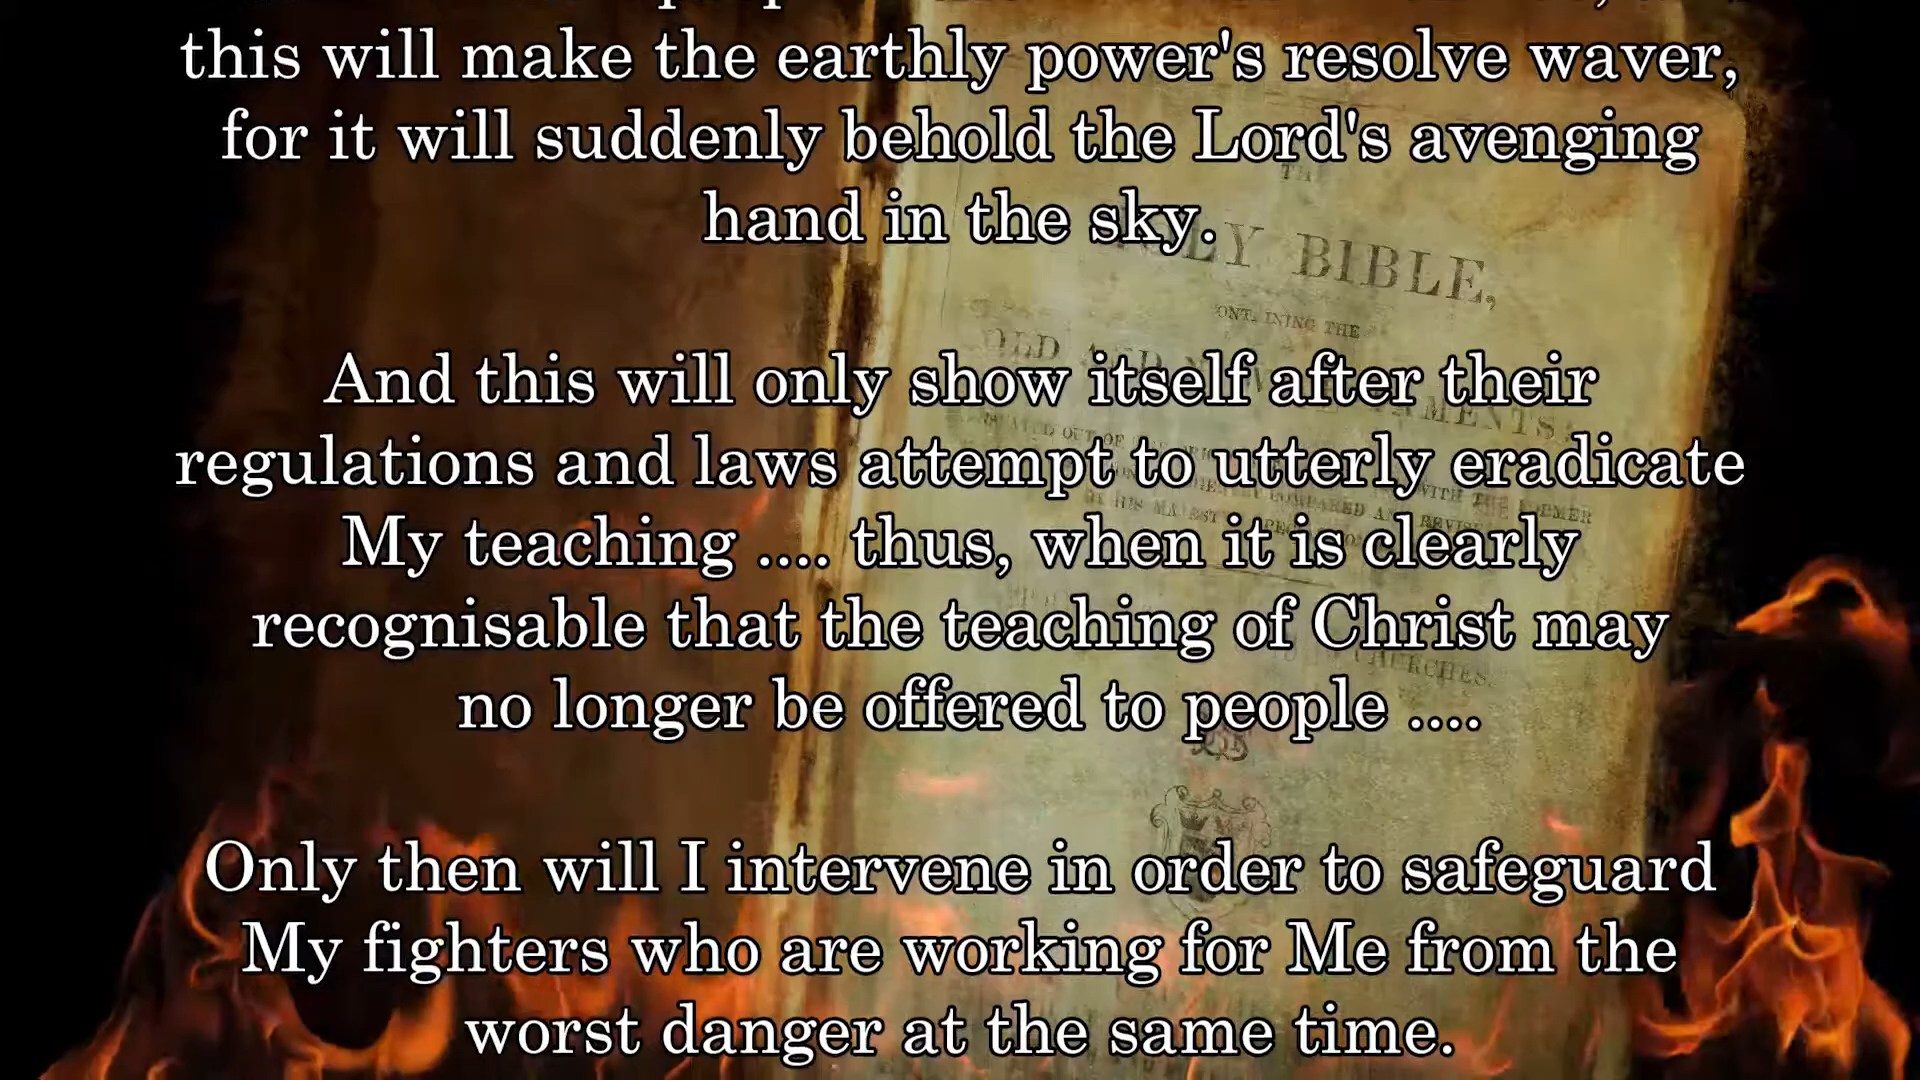 this will make the earthly power's resolve waver,
for it will suddenly behold the Lord's avenging
hand in the sky.
And this will only show itself after their
regulations and laws attempt to utterly eradicate
My teaching .... thus, when it is clearly
recognisable that the teaching of Christ may
no longer be offered to people ....
Only then will I intervene in order to safeguard
My fighters who are working for Me from the
worst danger at the same time.
BIBLE,
THE
OLD
CHURCHES.